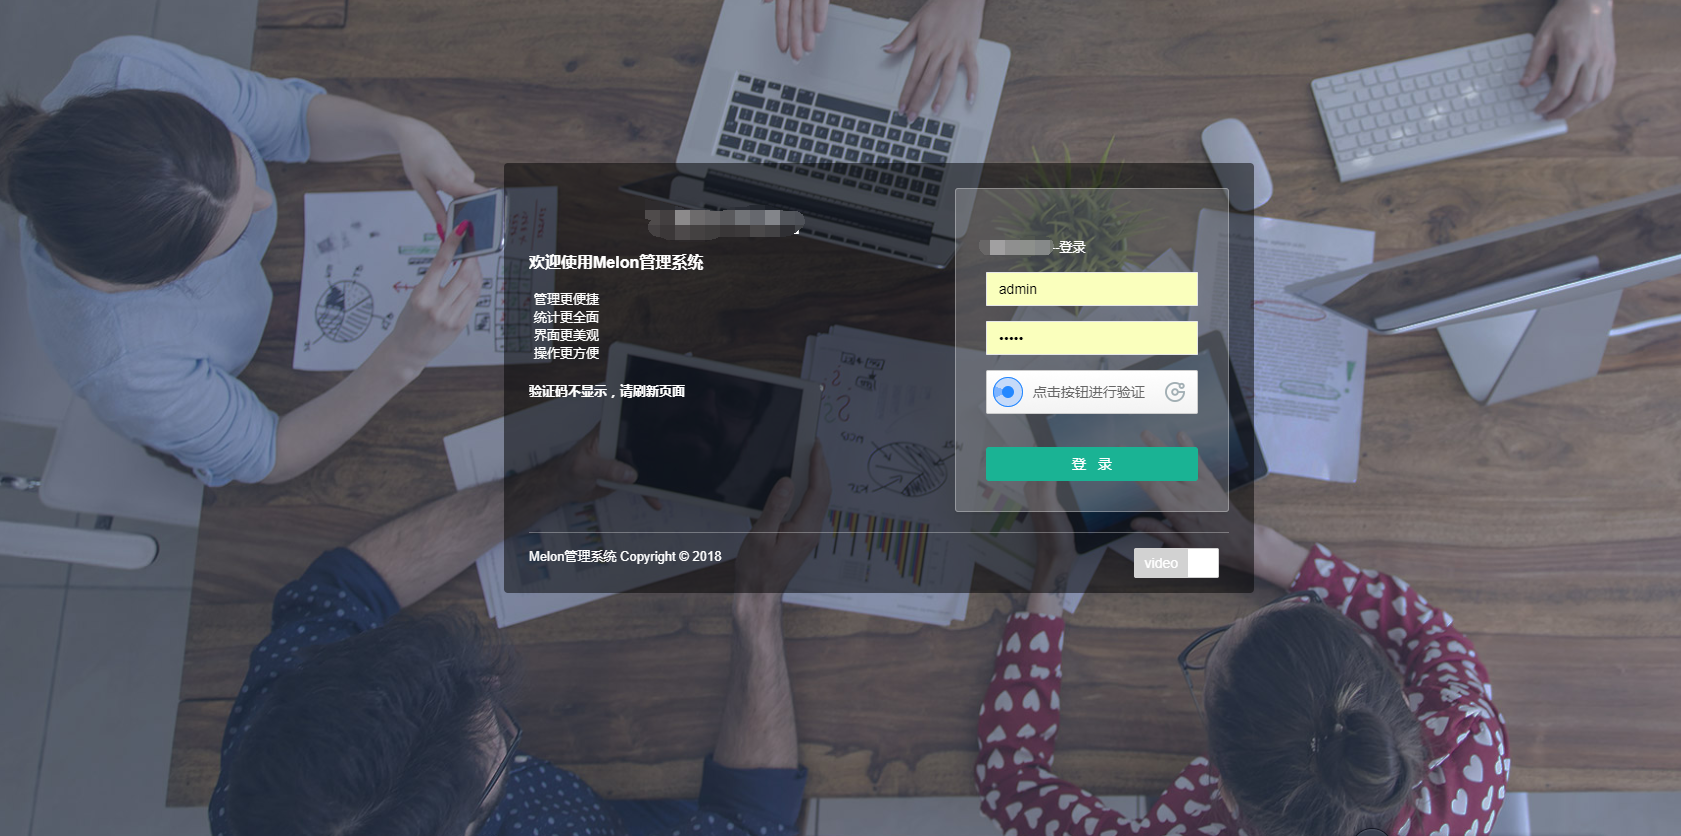 欢迎使用Melon管理系统
管理更便捷
统计更全面
界面更美观
操作更方便
验证码不显示，请刷新页面
--登录
admin
•••••
点击按钮进行验证
登 录
Melon管理系统 Copyright © 2018
video